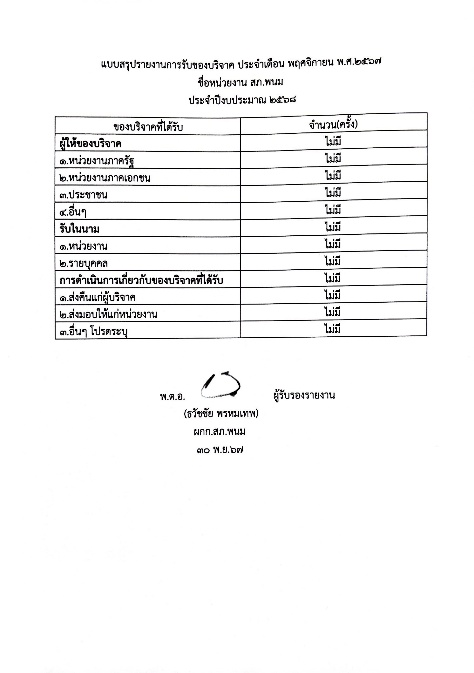 แบบสรุปรายงานการรับของบริจาค ประจำเดือน พฤศจิกายน พ.ศ.๒๕๖๗
ชื่อหน่วยงาน สภ.พนม
ประจำปีงบประมาณ ๒๕๖๘
ของบริจาคที่ได้รับ จำนวน(ครั้ง)
ผู้ให้ของบริจาค ไม่มี
๑.หน่วยงานภาครัฐ ไม่มี
๒.หน่วยงานภาคเอกชน ไม่มี
๓.ประชาชน ไม่มี
๔.อื่นๆ ไม่มี
รับในนาม ไม่มี
๑.หน่วยงาน ไม่มี
๒.รายบุคคล ไม่มี
การดำเนินการเกี่ยวกับของบริจาคที่ได้รับ ไม่มี
๑.ส่งคืนแก่ผู้บริจาค ไม่มี
๒.ส่งมอบให้แก่หน่วยงาน ไม่มี
๓.อื่นๆ โปรดระบุ ไม่มี
พ.ต.อ. ผู้รับรองรายงาน
(ธวัชชัย พรหมเทพ)
ผกก.สภ.พนม
๓๐ พ.ย.๖๗